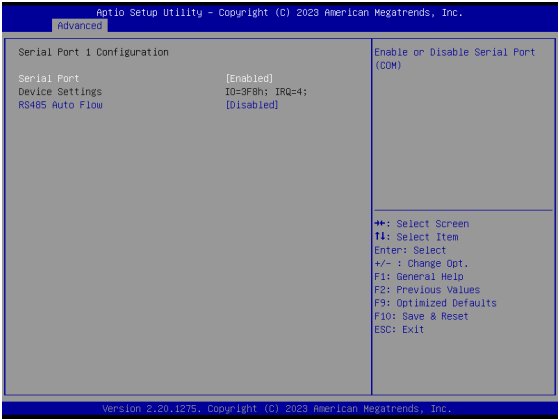 Aptio Setup Utility – Copyright (C) 2023 American Megatrends, Inc.
Advanced
Serial Port 1 Configuration
Serial Port [Enabled]
Device Settings IO=3F8h; IRQ=4;
RS485 Auto Flow [Disabled]
Enable or Disable Serial Port
(COM)
→←: Select Screen
↑↓: Select Item
Enter: Select
+/- : Change Opt.
F1: General Help
F2: Previous Values
F9: Optimized Defaults
F10: Save & Reset
ESC: Exit
Version 2.20.1275. Copyright (C) 2023 American Megatrends, Inc.